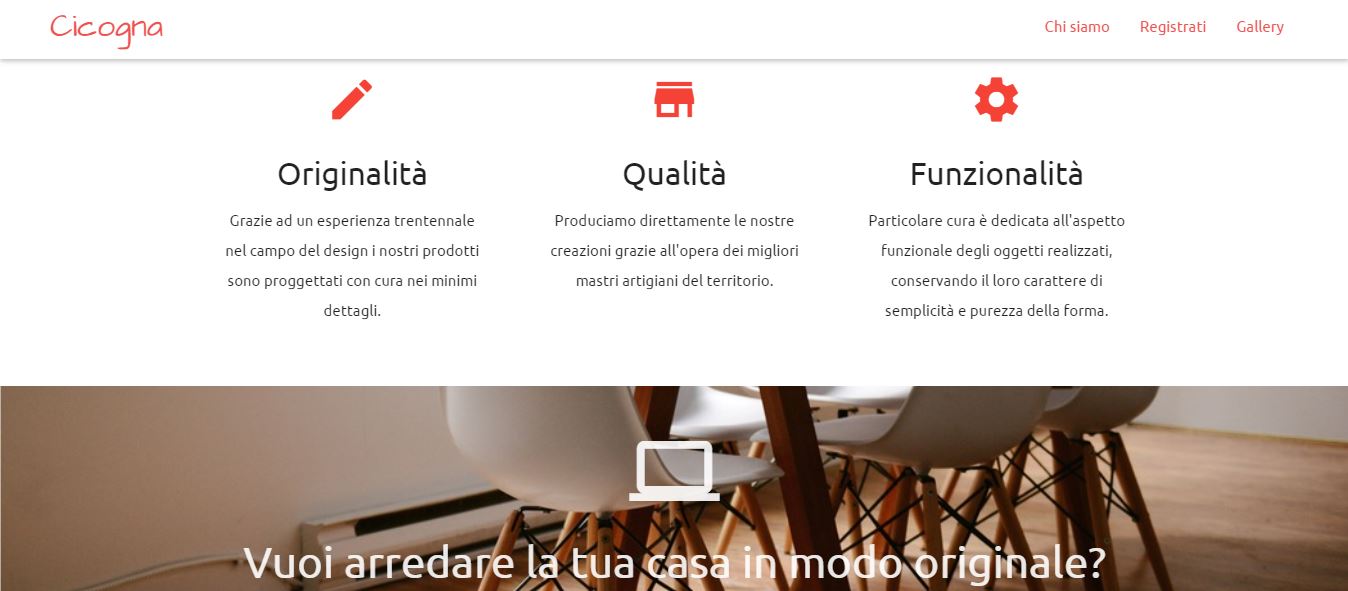 Cicogna
Chi siamo Registrati Gallery
Originalità
Grazie ad un esperienza trentennale
nel campo del design i nostri prodotti
sono proggettati con cura nei minimi
dettagli.
Qualità
Produciamo direttamente le nostre
creazioni grazie all'opera dei migliori
mastri artigiani del territorio.
Funzionalità
Particolare cura è dedicata all'aspetto
funzionale degli oggetti realizzati,
conservando il loro carattere di
semplicità e purezza della forma.
Vuoi arredare la tua casa in modo originale?